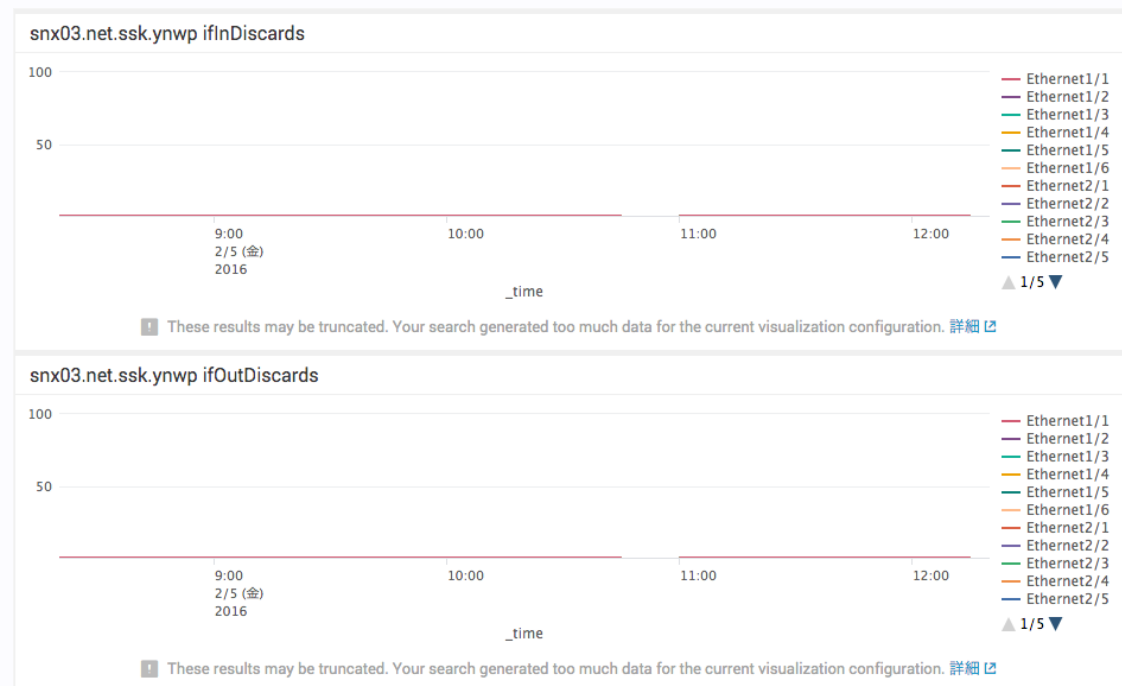 snx03.net.ssk.ynwp ifInDiscards
100
50
9:00
2/5 (金)
2016
10:00
11:00
12:00
_time
Ethernet1/1
Ethernet1/2
Ethernet1/3
Ethernet1/4
Ethernet1/5
Ethernet1/6
Ethernet2/1
Ethernet2/2
Ethernet2/3
Ethernet2/4
Ethernet2/5
1/5
These results may be truncated. Your search generated too much data for the current visualization configuration. 詳細
snx03.net.ssk.ynwp ifOutDiscards
100
50
9:00
2/5 (金)
2016
10:00
11:00
12:00
_time
Ethernet1/1
Ethernet1/2
Ethernet1/3
Ethernet1/4
Ethernet1/5
Ethernet1/6
Ethernet2/1
Ethernet2/2
Ethernet2/3
Ethernet2/4
Ethernet2/5
1/5
These results may be truncated. Your search generated too much data for the current visualization configuration. 詳細